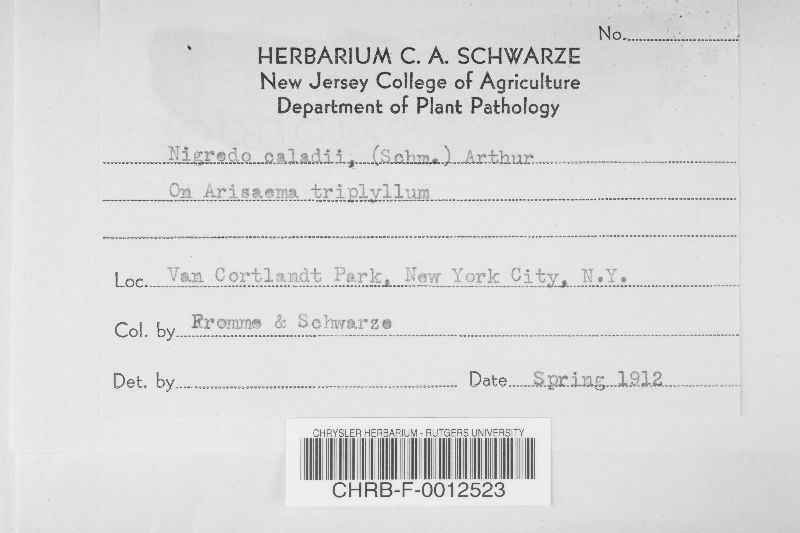 No.
HERBARIUM C. A. SCHWARZE
New Jersey College of Agriculture
Department of Plant Pathology
Nigredo caladii, (Schm.) Arthur
On Arisaema triplyllum
Loc. Van Cortlandt Park, New York City, N.Y.
Col. by Fromme & Schwarze
Det. by Date Spring 1912
CHRYSLER HERBARIUM - RUTGERS UNIVERSITY
CHRB-F-0012523